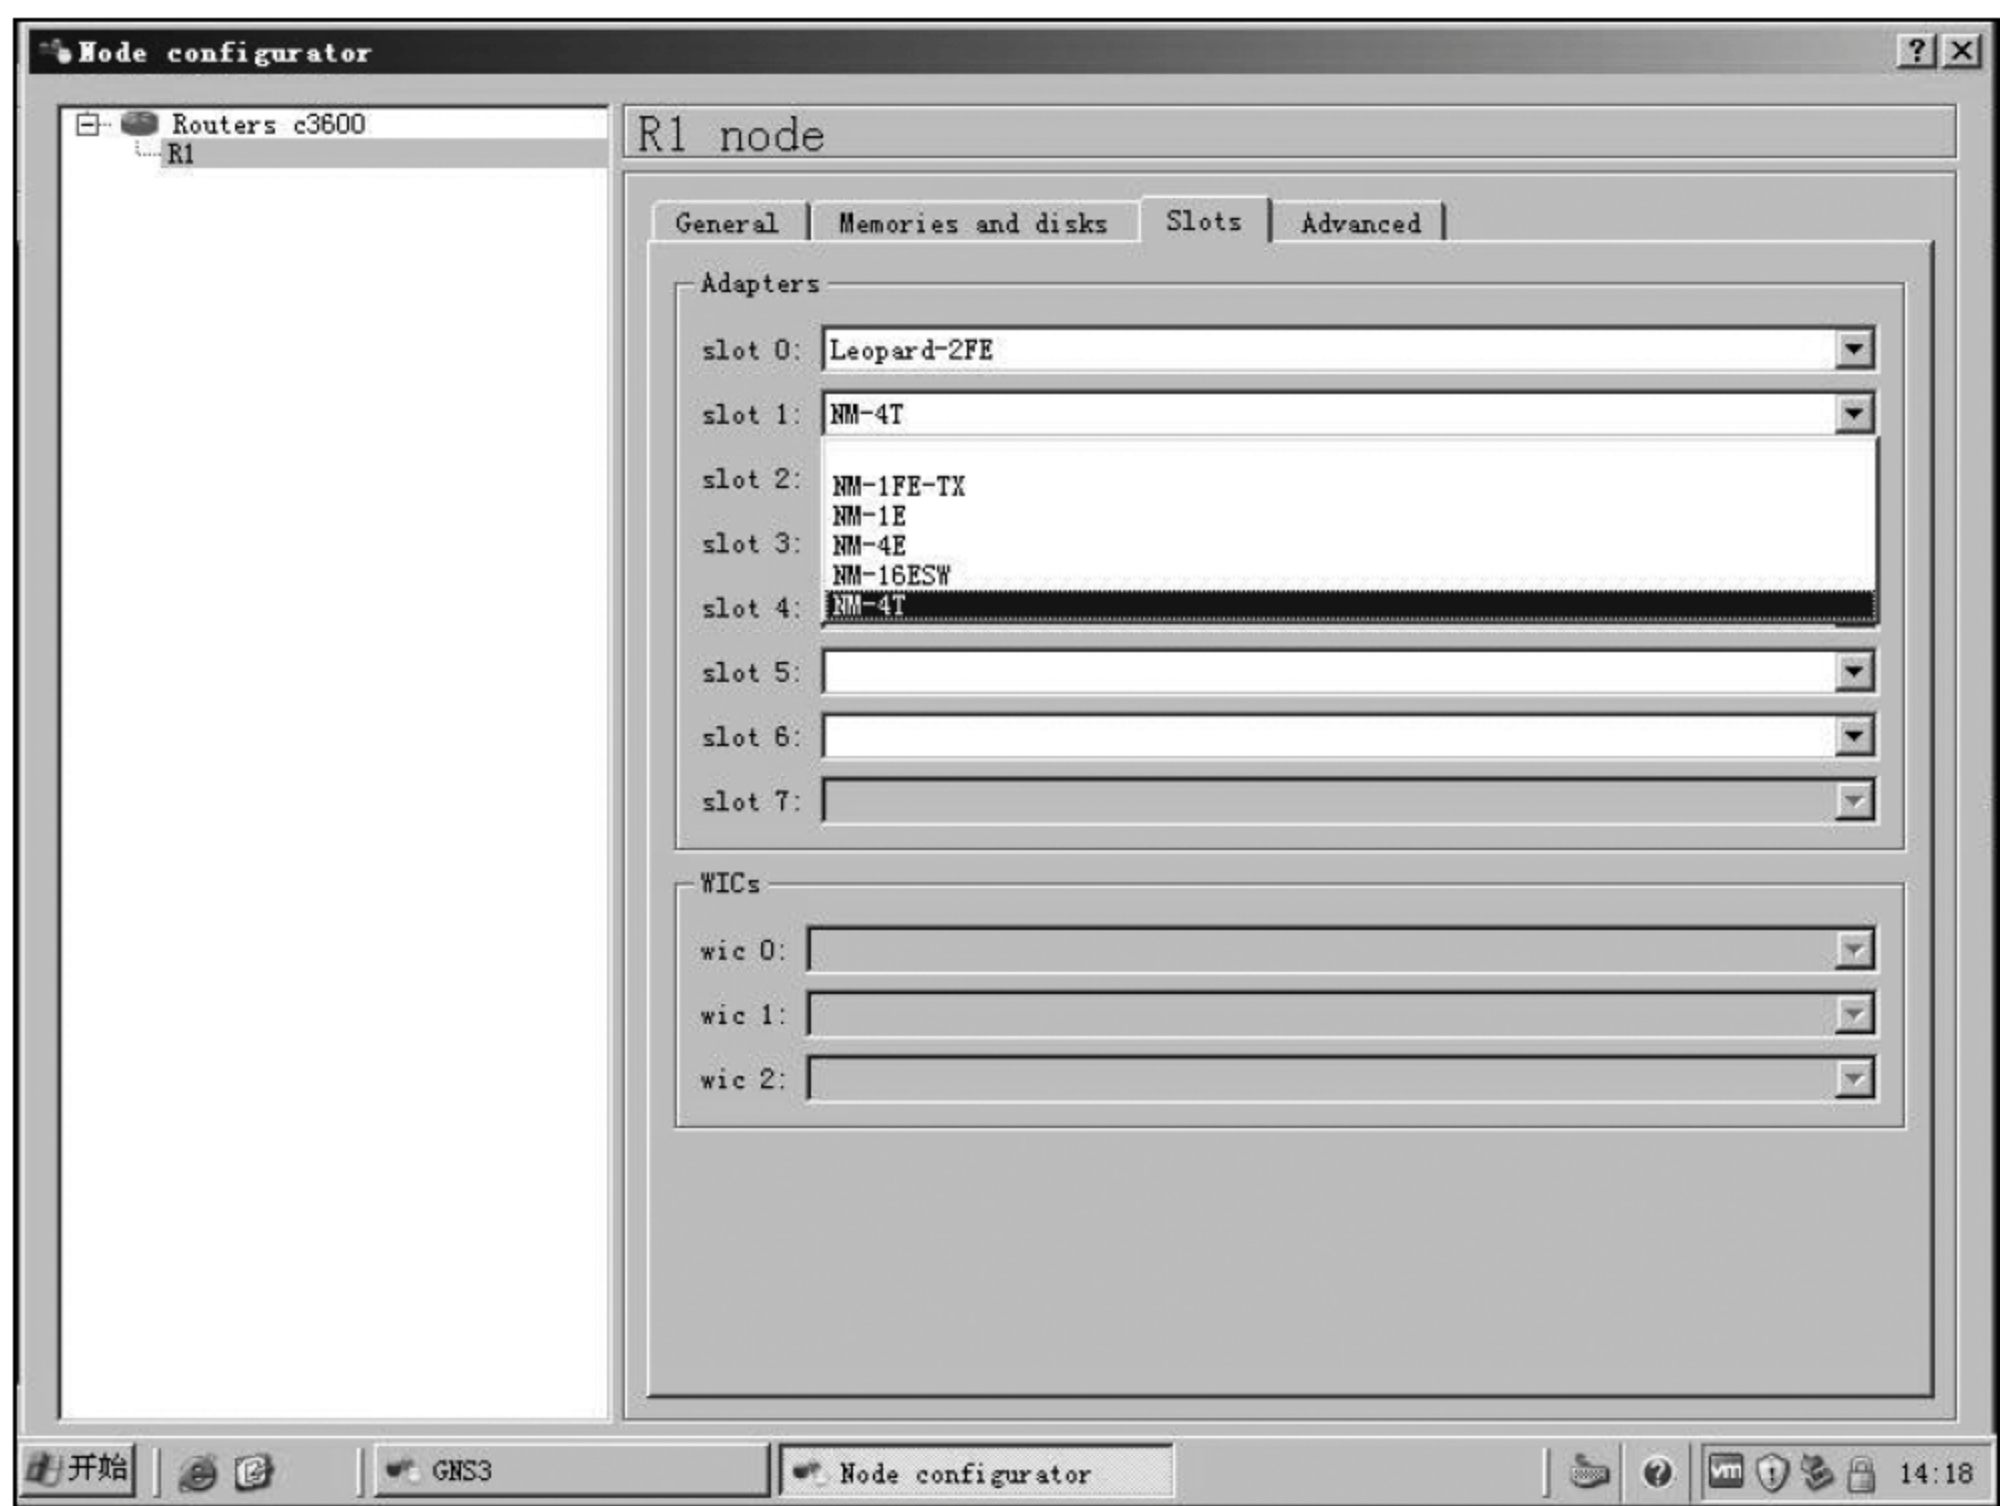 Node configurator
Routers c3600
R1
R1 node
General
Memories and disks
Slots
Advanced
Adapters
slot 0: Leopard-2FE
slot 1: NM-4T
slot 2:
NM-1FE-TX
NM-1E
slot 3:
NM-4E
NM-16ESW
slot 4:
NM-4T
slot 5:
slot 6:
slot 7:
WICs
wic 0:
wic 1:
wic 2:
开始
GNS3
Node configurator
vm
14:18